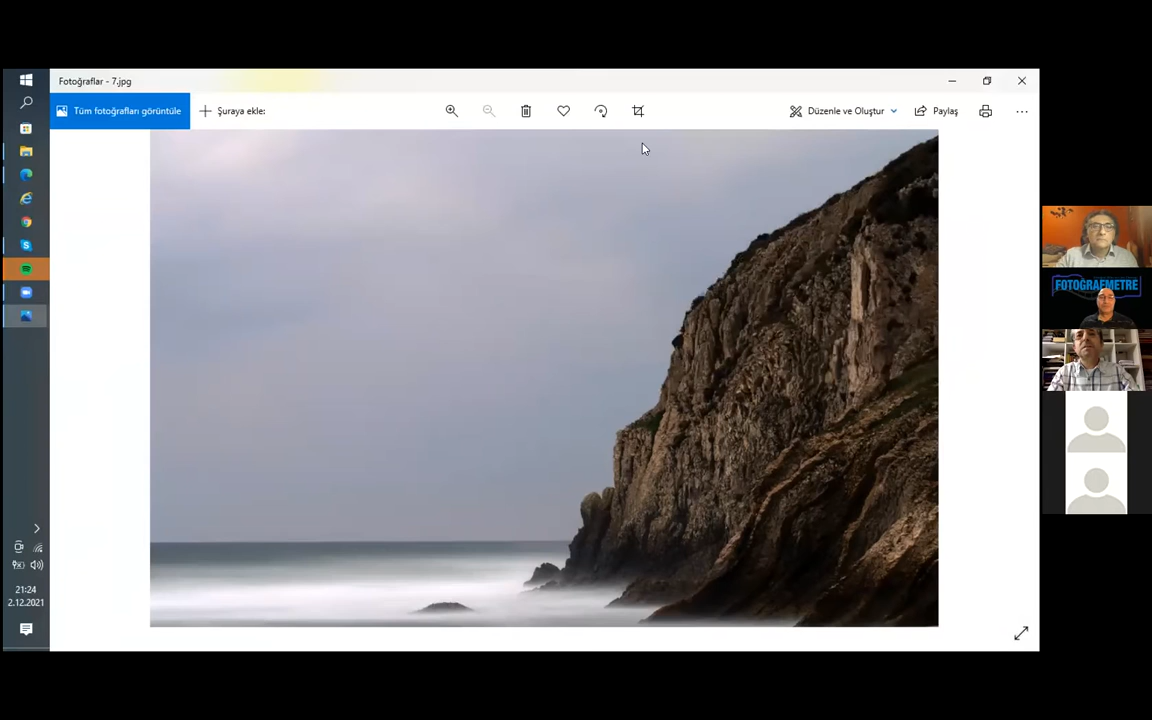 Fotoğraflar - 7.jpg
Tüm fotoğrafları görüntüle
Şuraya ekle:
Düzenle ve Oluştur
Paylaş
FOTOGRAFMETRE
21:24
2.12.2021